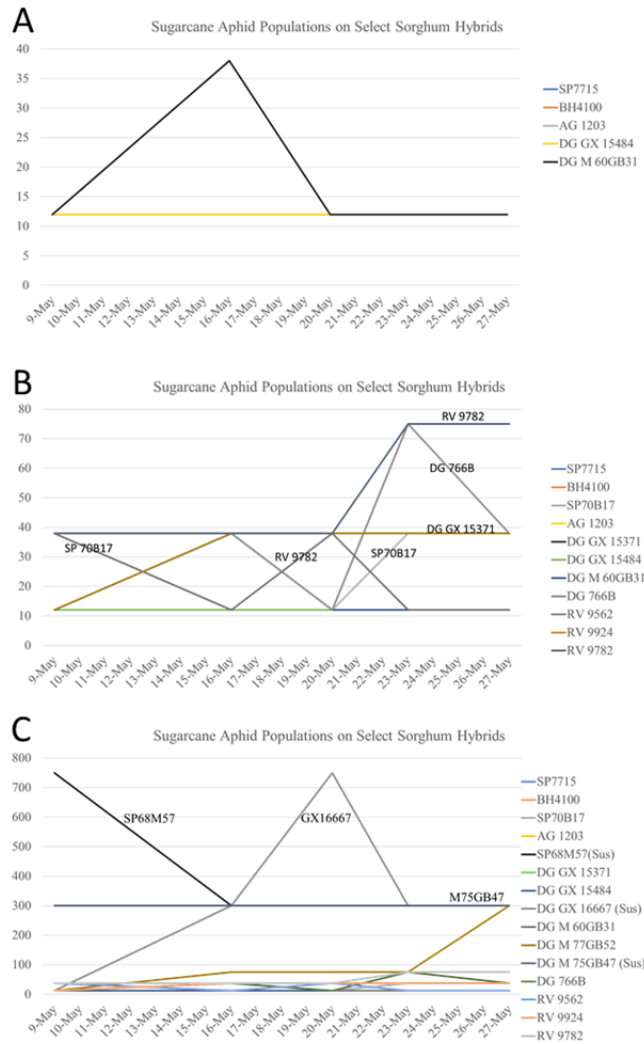 A
Sugarcane Aphid Populations on Select Sorghum Hybrids
40
35
30
25
20
15
10
5
0
9-May
10-May
11-May
12-May
13-May
14-May
15-May
16-May
17-May
18-May
19-May
20-May
21-May
22-May
23-May
24-May
25-May
26-May
27-May
SP7715
BH4100
AG 1203
DG GX 15484
DG M 60GB31
B
Sugarcane Aphid Populations on Select Sorghum Hybrids
80
70
60
50
40
30
20
10
0
RV 9782
DG 766B
DG GX 15371
SP 70B17
RV 9782
SP70B17
9-May
10-May
11-May
12-May
13-May
14-May
15-May
16-May
17-May
18-May
19-May
20-May
21-May
22-May
23-May
24-May
25-May
26-May
27-May
SP7715
BH4100
SP70B17
AG 1203
DG GX 15371
DG GX 15484
DG M 60GB31
DG 766B
RV 9562
RV 9924
RV 9782
C
Sugarcane Aphid Populations on Select Sorghum Hybrids
800
700
600
500
400
300
200
100
0
SP68M57
GX16667
M75GB47
9-May
10-May
11-May
12-May
13-May
14-May
15-May
16-May
17-May
18-May
19-May
20-May
21-May
22-May
23-May
24-May
25-May
26-May
27-May
SP7715
BH4100
SP70B17
AG 1203
SP68M57(Sus)
DG GX 15371
DG GX 15484
DG GX 16667 (Sus)
DG M 60GB31
DG M 77GB52
DG M 75GB47 (Sus)
DG 766B
RV 9562
RV 9924
RV 9782